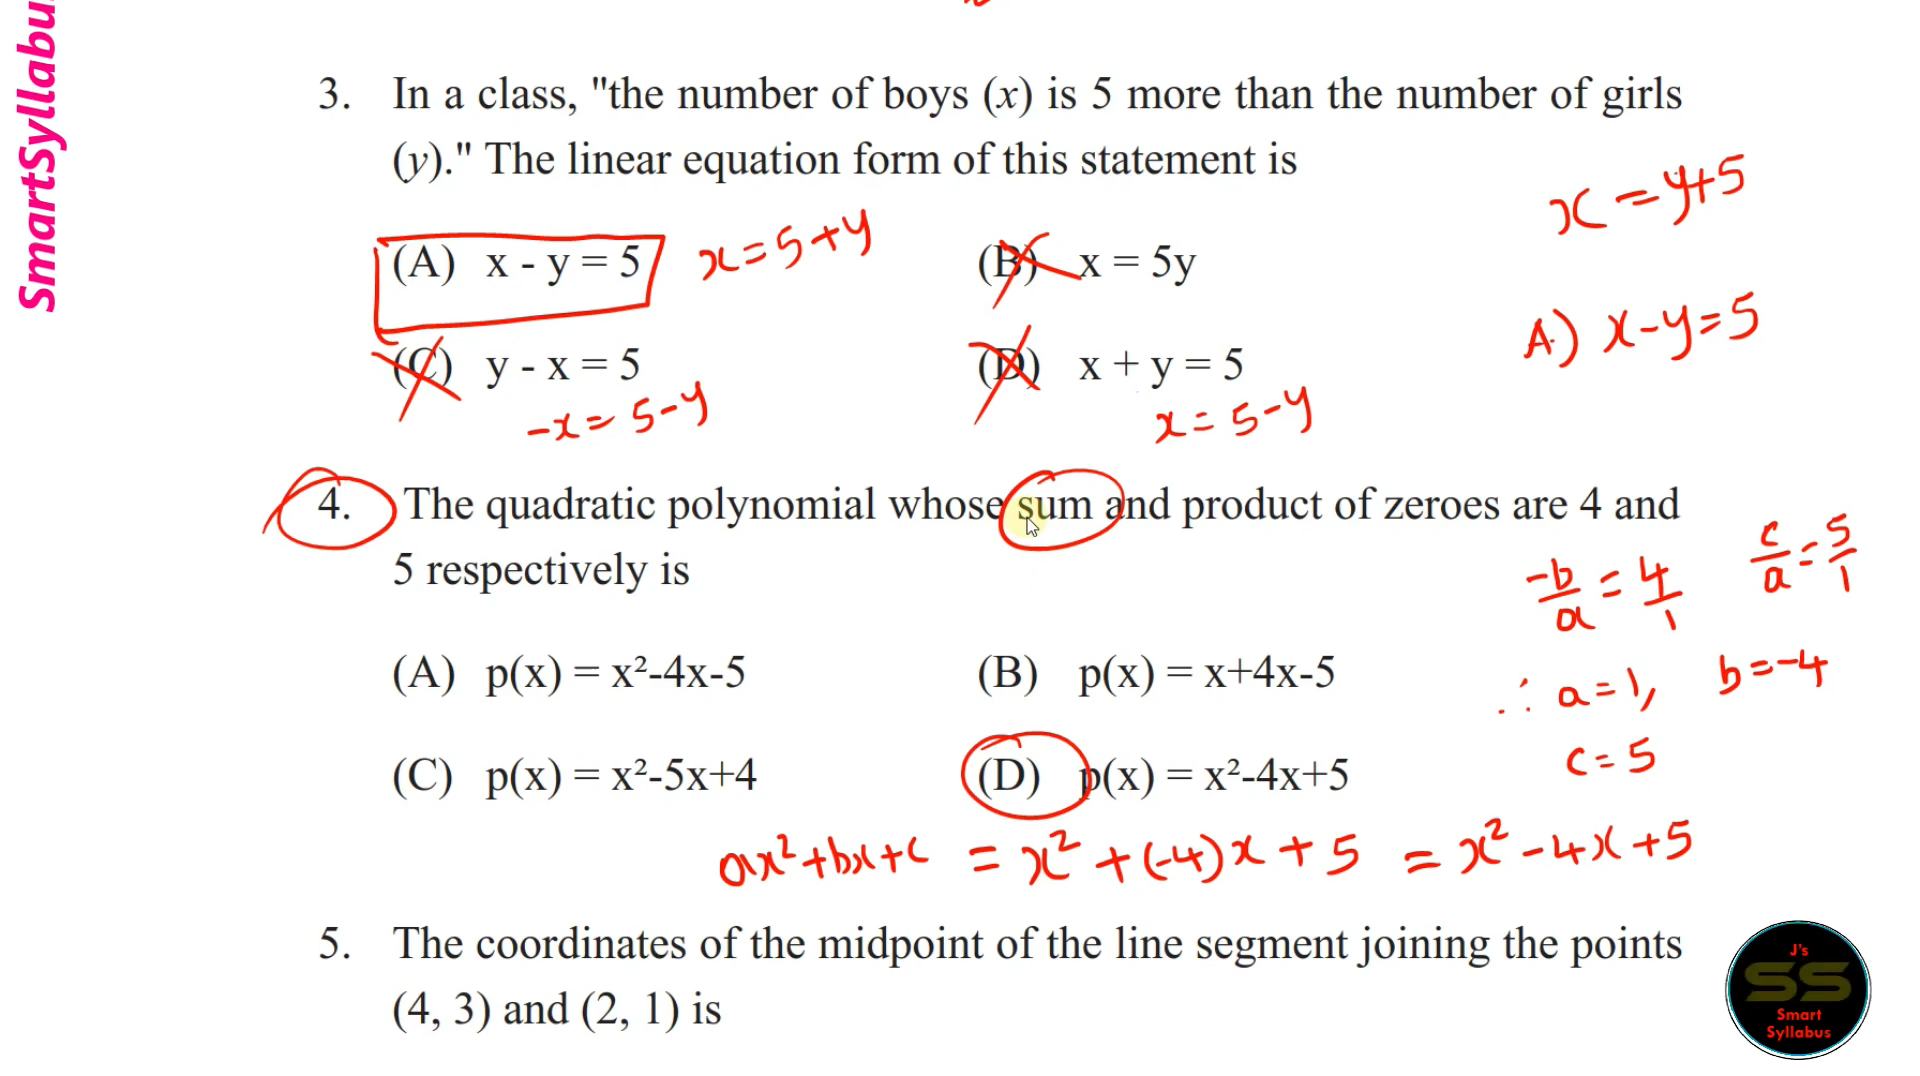 SmartSyllabus
3. In a class, "the number of boys (x) is 5 more than the number of girls
(y)." The linear equation form of this statement is
x = y+5
(A) x - y = 5 x = 5+y (B) x = 5y
A) x-y=5
(C) y - x = 5 (D) x + y = 5
-x = 5-y x = 5-y
4. The quadratic polynomial whose sum and product of zeroes are 4 and
5 respectively is
-b/a = 4/1 c/a = 5/1
(A) p(x) = x²-4x-5 (B) p(x) = x+4x-5
∴ a=1, b=-4
c=5
(C) p(x) = x²-5x+4 (D) p(x) = x²-4x+5
ax²+bx+c = x²+(-4)x+5 = x²-4x+5
5. The coordinates of the midpoint of the line segment joining the points
(4, 3) and (2, 1) is
J's
SS
Smart
Syllabus